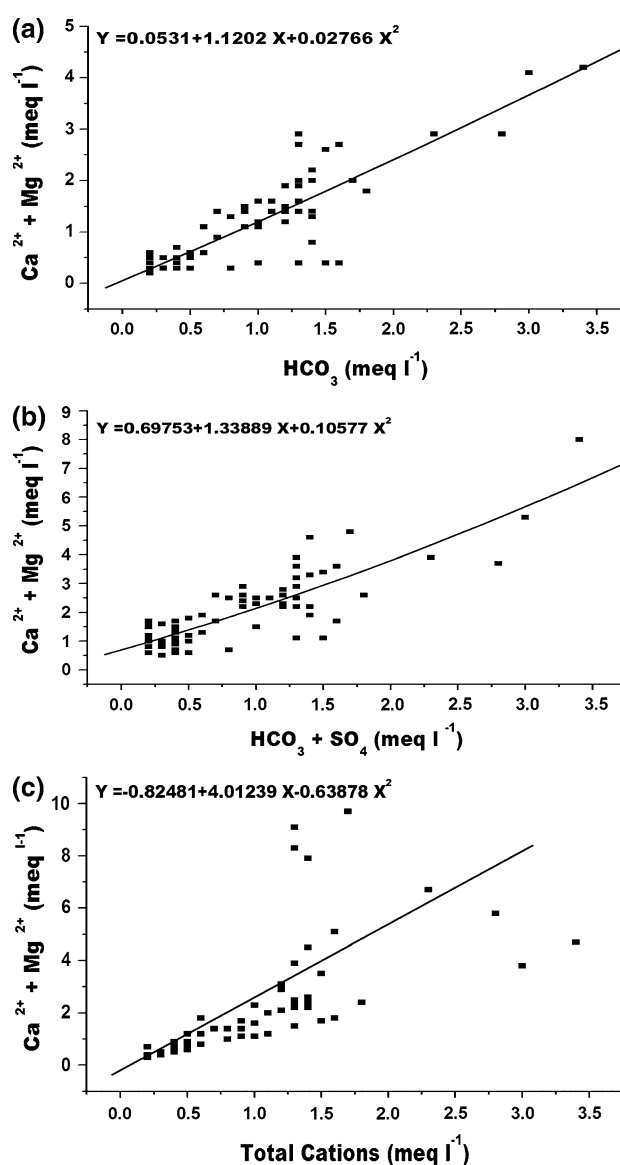 (a)
Y =0.0531+1.1202 X+0.02766 X²
5
4
3
2
1
0
Ca ²⁺ + Mg ²⁺ (meq l⁻¹)
0.0 0.5 1.0 1.5 2.0 2.5 3.0 3.5
HCO₃ (meq l⁻¹)
(b)
Y =0.69753+1.33889 X+0.10577 X²
9
8
7
6
5
4
3
2
1
0
Ca ²⁺ + Mg ²⁺ (meq l⁻¹)
0.0 0.5 1.0 1.5 2.0 2.5 3.0 3.5
HCO₃ + SO₄ (meq l ⁻¹)
(c)
Y =-0.82481+4.01239 X-0.63878 X²
10
8
6
4
2
0
Ca ²⁺ + Mg ²⁺ (meq ˡ⁻¹)
0.0 0.5 1.0 1.5 2.0 2.5 3.0 3.5
Total Cations (meq l⁻¹)